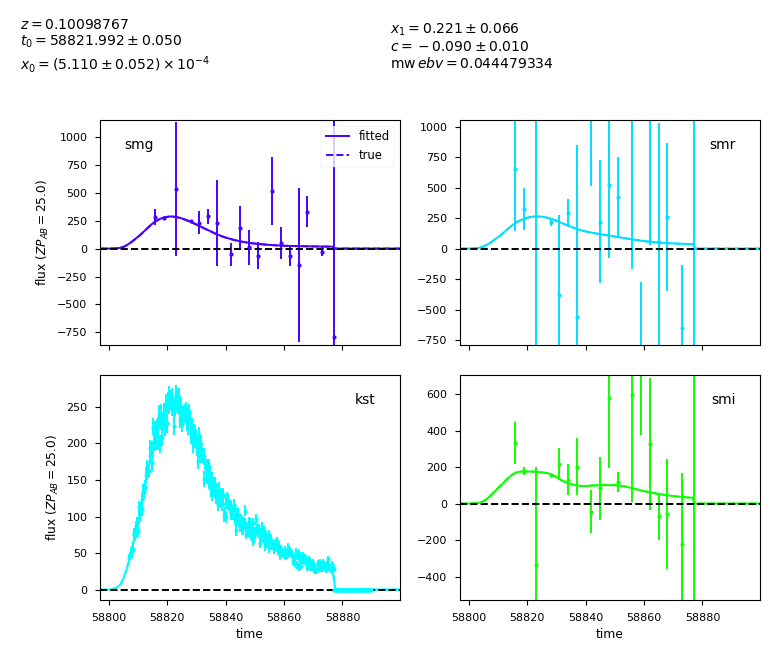 z = 0.10098767
t₀ = 58821.992 ± 0.050
x₀ = (5.110 ± 0.052) × 10⁻⁴
x₁ = 0.221 ± 0.066
c = −0.090 ± 0.010
mw ebv = 0.044479334
smg
fitted
true
1000
750
500
250
0
−250
−500
−750
flux (ZP_AB = 25.0)
smr
1000
750
500
250
0
−250
−500
−750
kst
250
200
150
100
50
0
flux (ZP_AB = 25.0)
58800 58820 58840 58860 58880
time
smi
600
400
200
0
−200
−400
58800 58820 58840 58860 58880
time